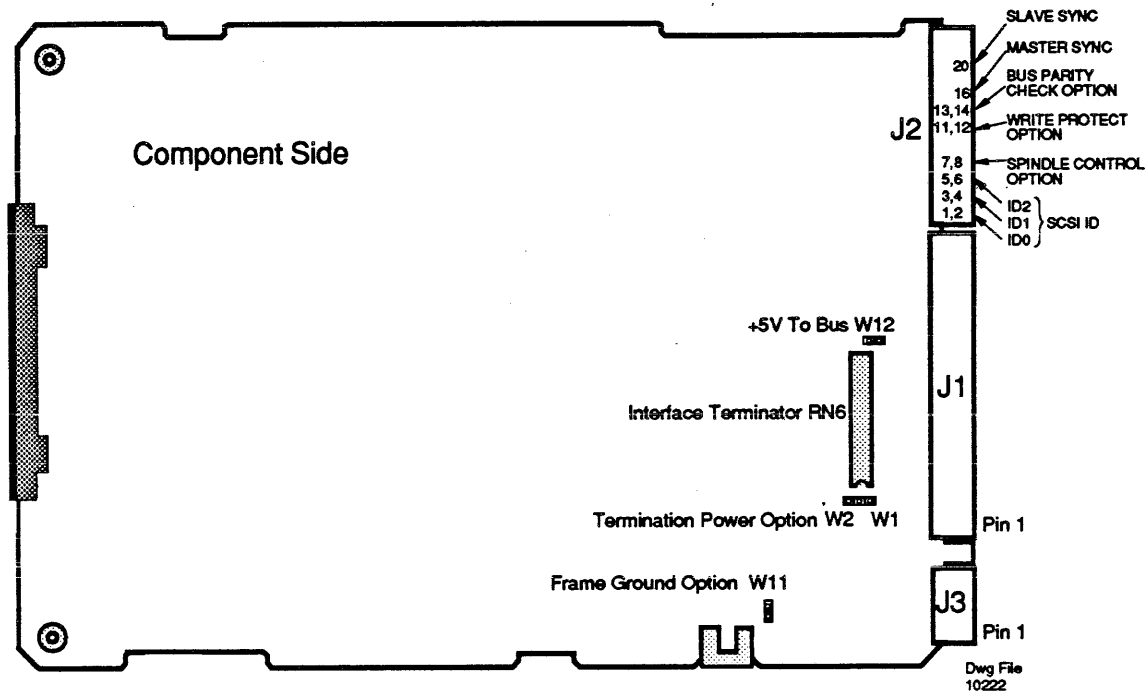 SLAVE SYNC
MASTER SYNC
BUS PARITY
CHECK OPTION
WRITE PROTECT
OPTION
SPINDLE CONTROL
OPTION
ID2
ID1
ID0
SCSI ID
20
16
13,14
11,12
7,8
5,6
3,4
1,2
J2
Component Side
+5V To Bus W12
J1
Interface Terminator RN6
Termination Power Option W2 W1
Pin 1
Frame Ground Option W11
J3
Pin 1
Dwg File
10222